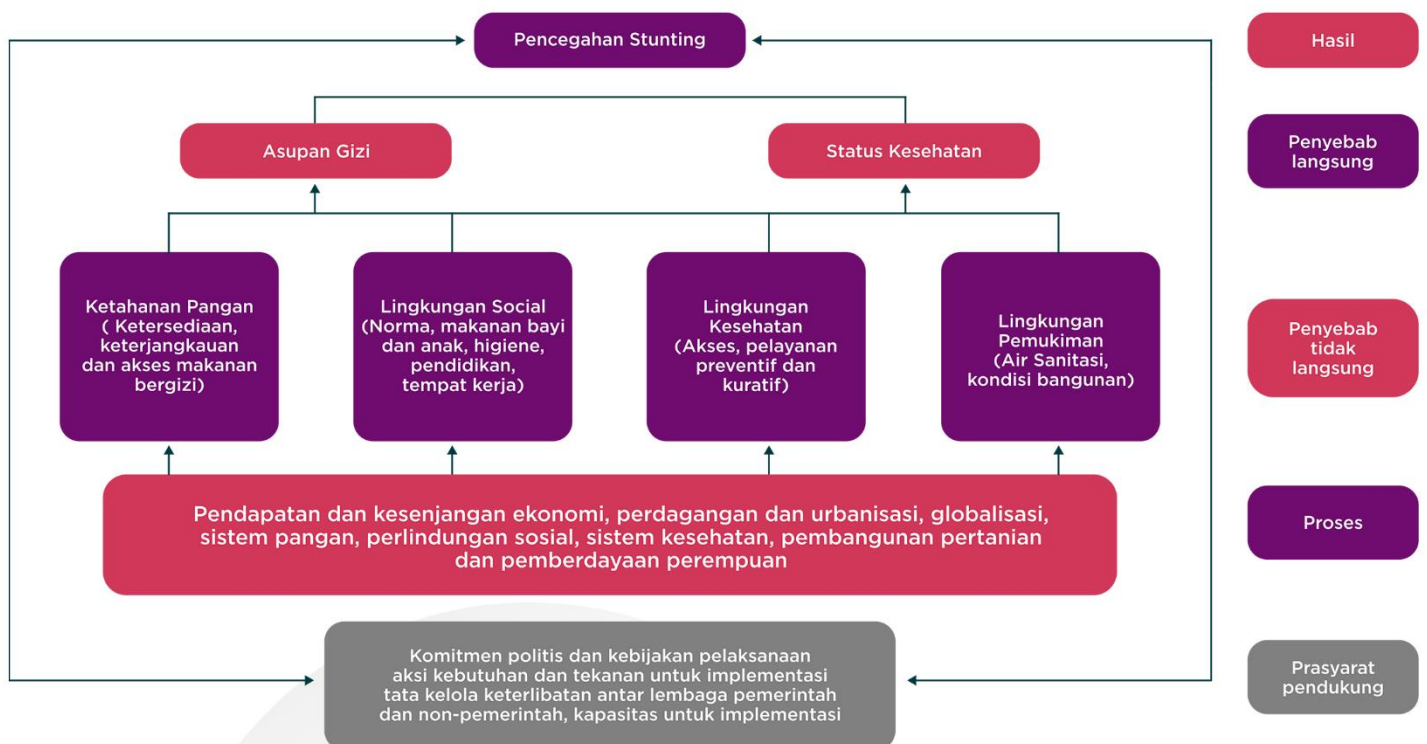 Pencegahan Stunting
Hasil
Asupan Gizi
Status Kesehatan
Penyebab
langsung
Ketahanan Pangan
( Ketersediaan,
keterjangkauan
dan akses makanan
bergizi)
Lingkungan Social
(Norma, makanan bayi
dan anak, higiene,
pendidikan,
tempat kerja)
Lingkungan
Kesehatan
(Akses, pelayanan
preventif dan
kuratif)
Lingkungan
Pemukiman
(Air Sanitasi,
kondisi bangunan)
Penyebab
tidak
langsung
Pendapatan dan kesenjangan ekonomi, perdagangan dan urbanisasi, globalisasi,
sistem pangan, perlindungan sosial, sistem kesehatan, pembangunan pertanian
dan pemberdayaan perempuan
Proses
Komitmen politis dan kebijakan pelaksanaan
aksi kebutuhan dan tekanan untuk implementasi
tata kelola keterlibatan antar lembaga pemerintah
dan non-pemerintah, kapasitas untuk implementasi
Prasyarat
pendukung